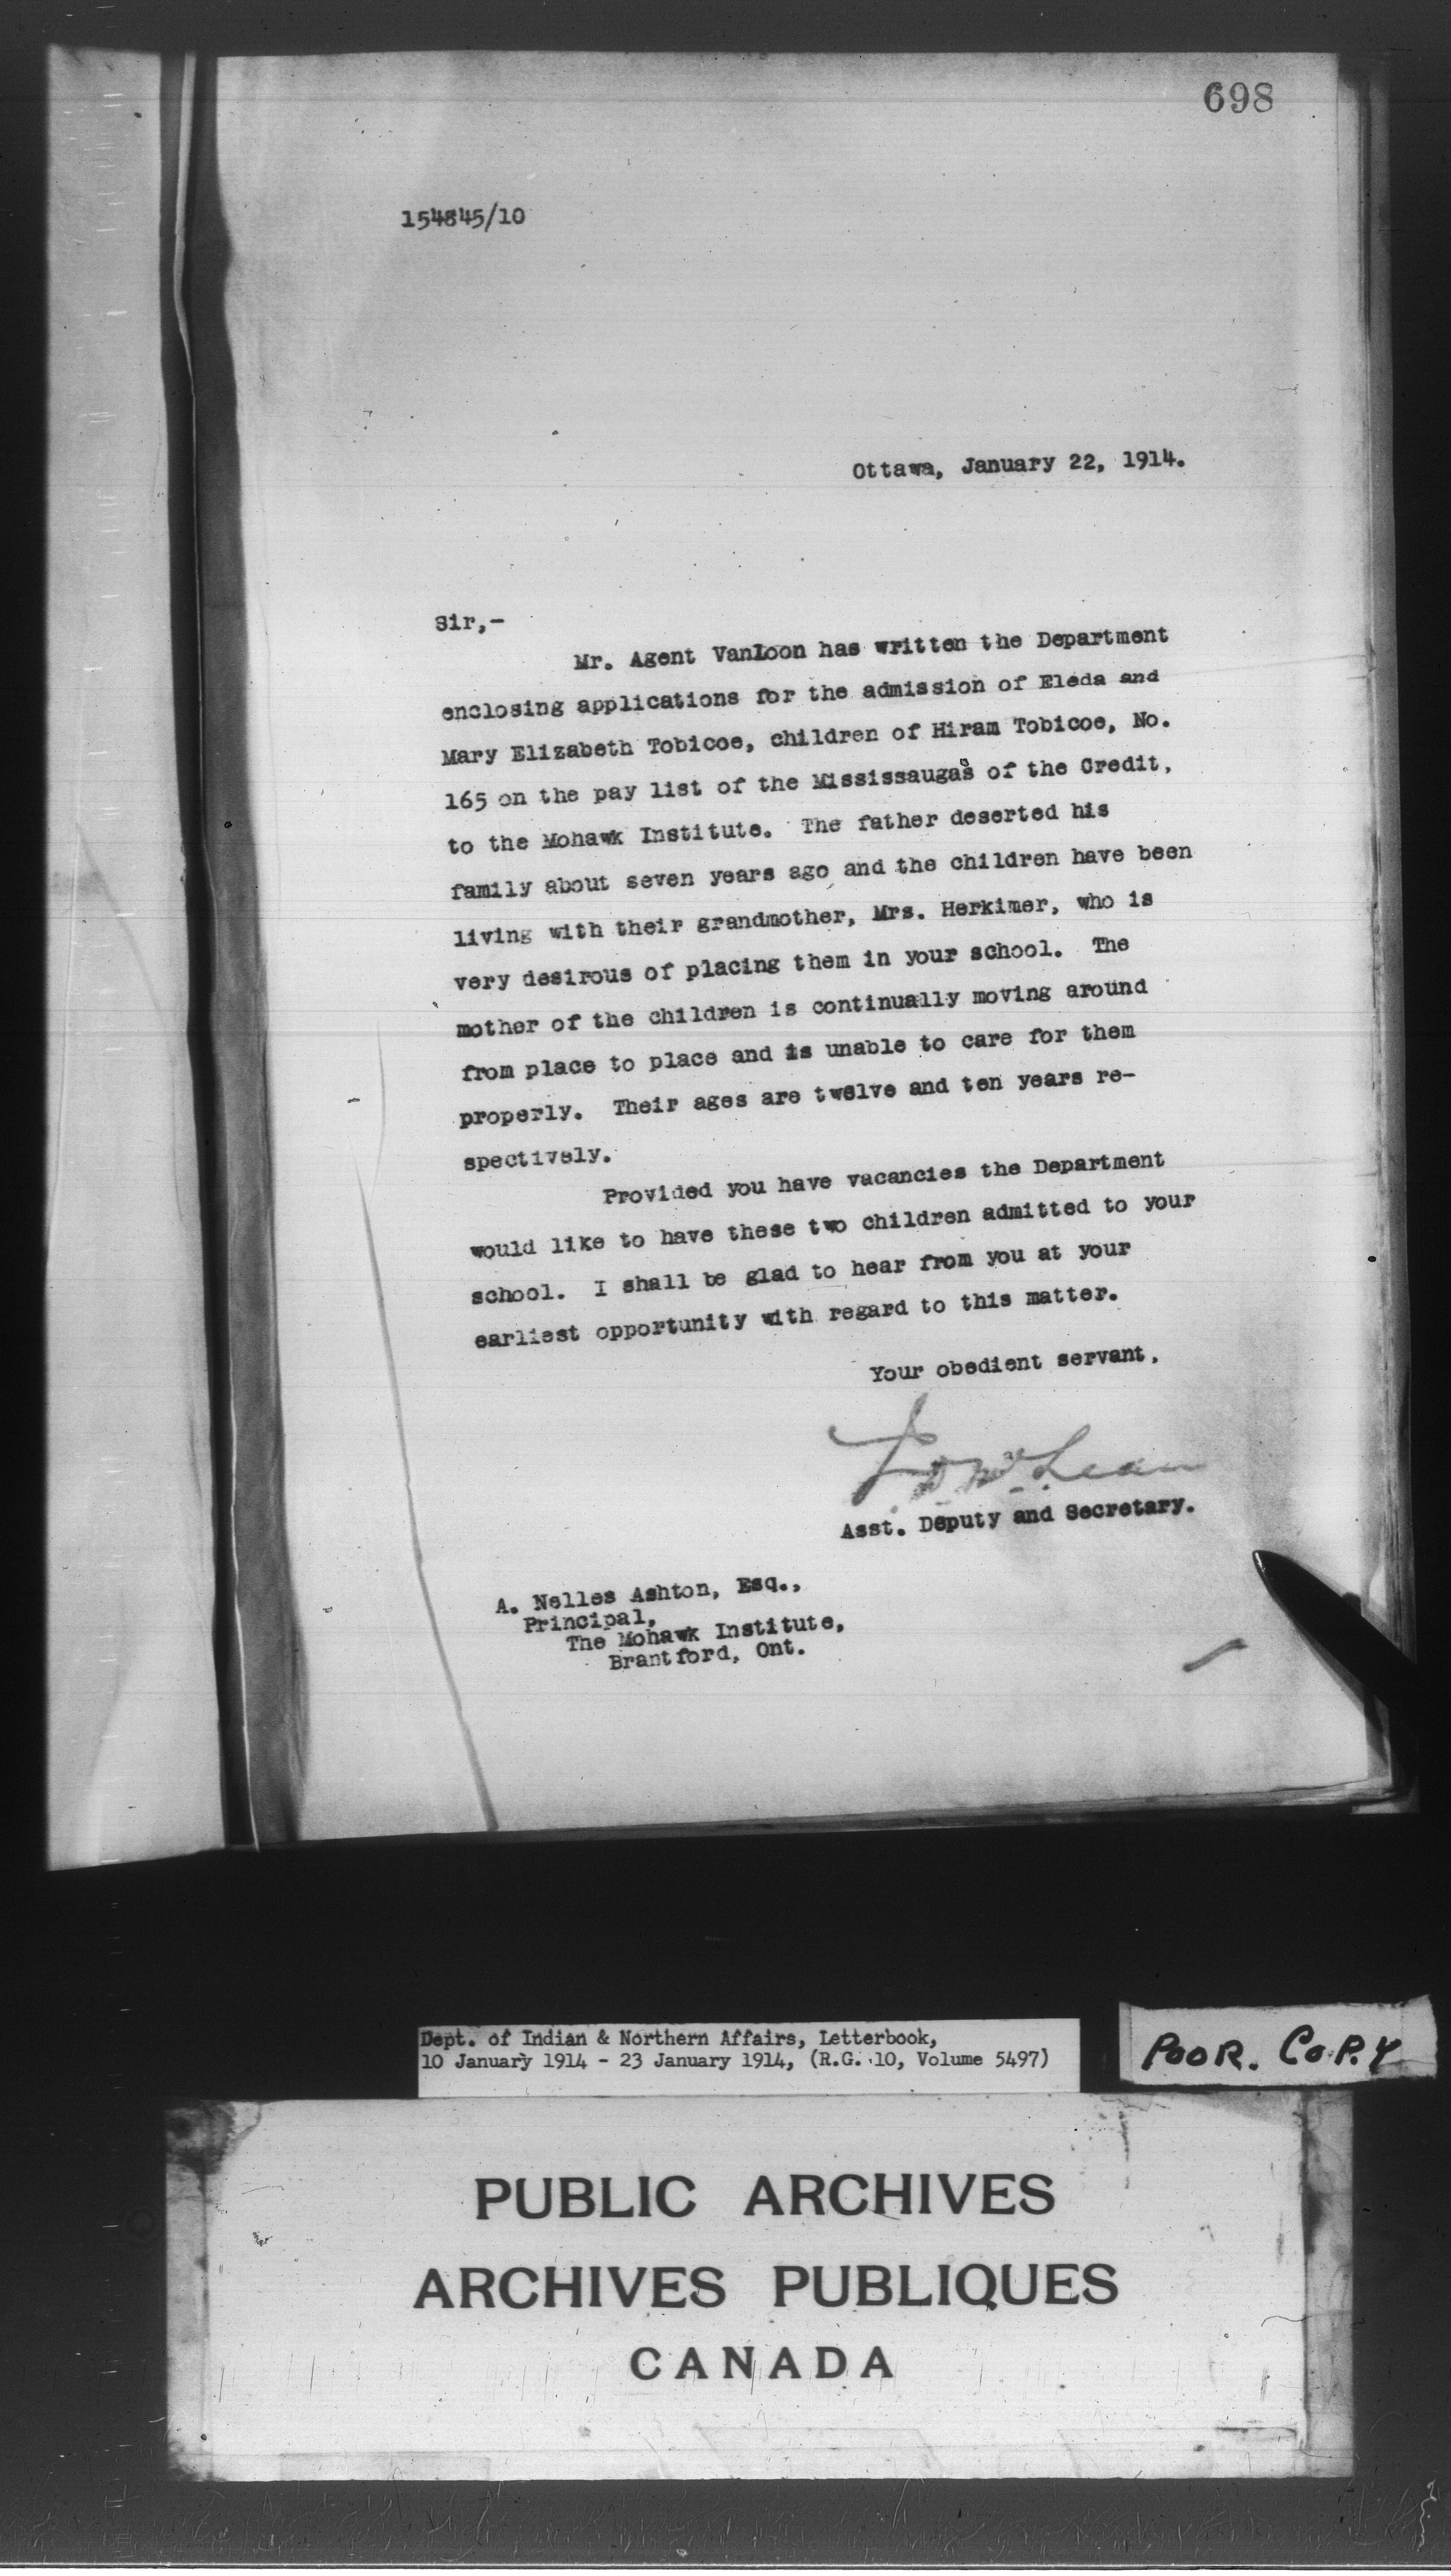 698
154845/10
Ottawa, January 22, 1914.
Sir,-
Mr. Agent VanLoon has written the Department
enclosing applications for the admission of Eleda and
Mary Elizabeth Tobicoe, children of Hiram Tobicoe, No.
165 on the pay list of the Mississaugas of the Credit,
to the Mohawk Institute. The father deserted his
family about seven years ago and the children have been
living with their grandmother, Mrs. Herkimer, who is
very desirous of placing them in your school. The
mother of the children is continually moving around
from place to place and is unable to care for them
properly. Their ages are twelve and ten years re-
spectively.
Provided you have vacancies the Department
would like to have these two children admitted to your
school. I shall be glad to hear from you at your
earliest opportunity with regard to this matter.
Your obedient servant,
J. D. McLean
Asst. Deputy and Secretary.
A. Nelles Ashton, Esq.,
Principal,
The Mohawk Institute,
Brantford, Ont.
Dept. of Indian & Northern Affairs, Letterbook,
10 January 1914 - 23 January 1914, (R.G. 10, Volume 5497)
POOR. COPY
PUBLIC ARCHIVES
ARCHIVES PUBLIQUES
CANADA